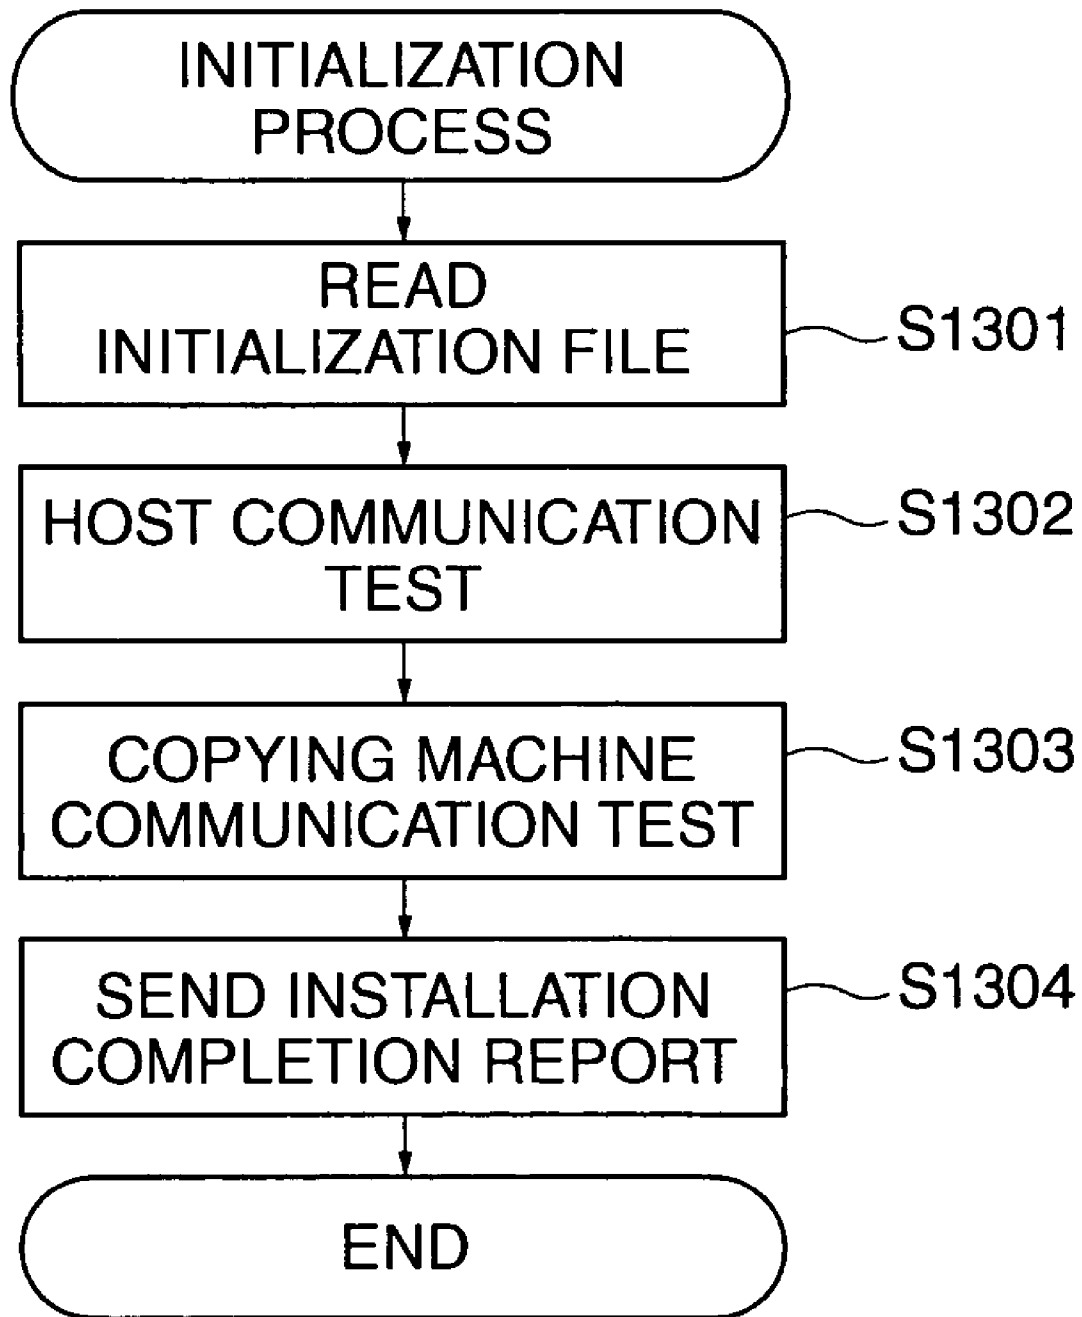 INITIALIZATION
PROCESS
READ
INITIALIZATION FILE
S1301
HOST COMMUNICATION
TEST
S1302
COPYING MACHINE
COMMUNICATION TEST
S1303
SEND INSTALLATION
COMPLETION REPORT
S1304
END